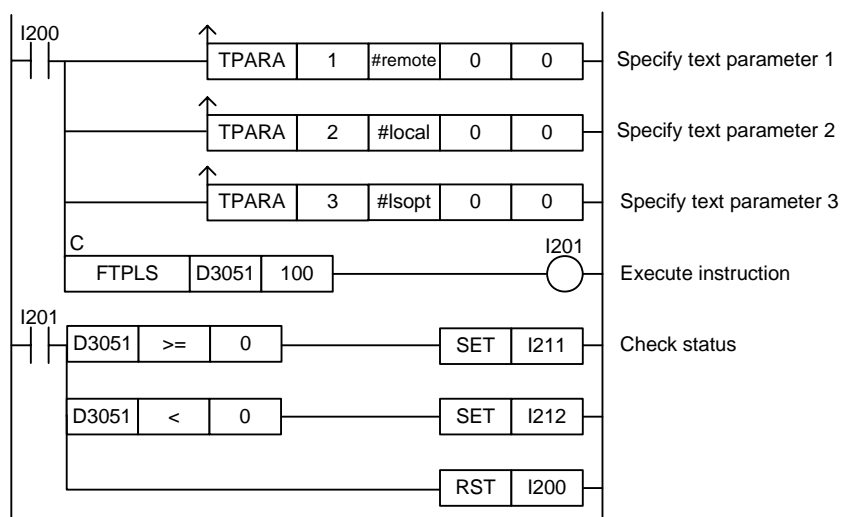 I200
TPARA 1 #remote 0 0 Specify text parameter 1
TPARA 2 #local 0 0 Specify text parameter 2
TPARA 3 #lsopt 0 0 Specify text parameter 3
C I201
FTPLS D3051 100 Execute instruction
I201
D3051 >= 0 SET I211 Check status
D3051 < 0 SET I212
RST I200